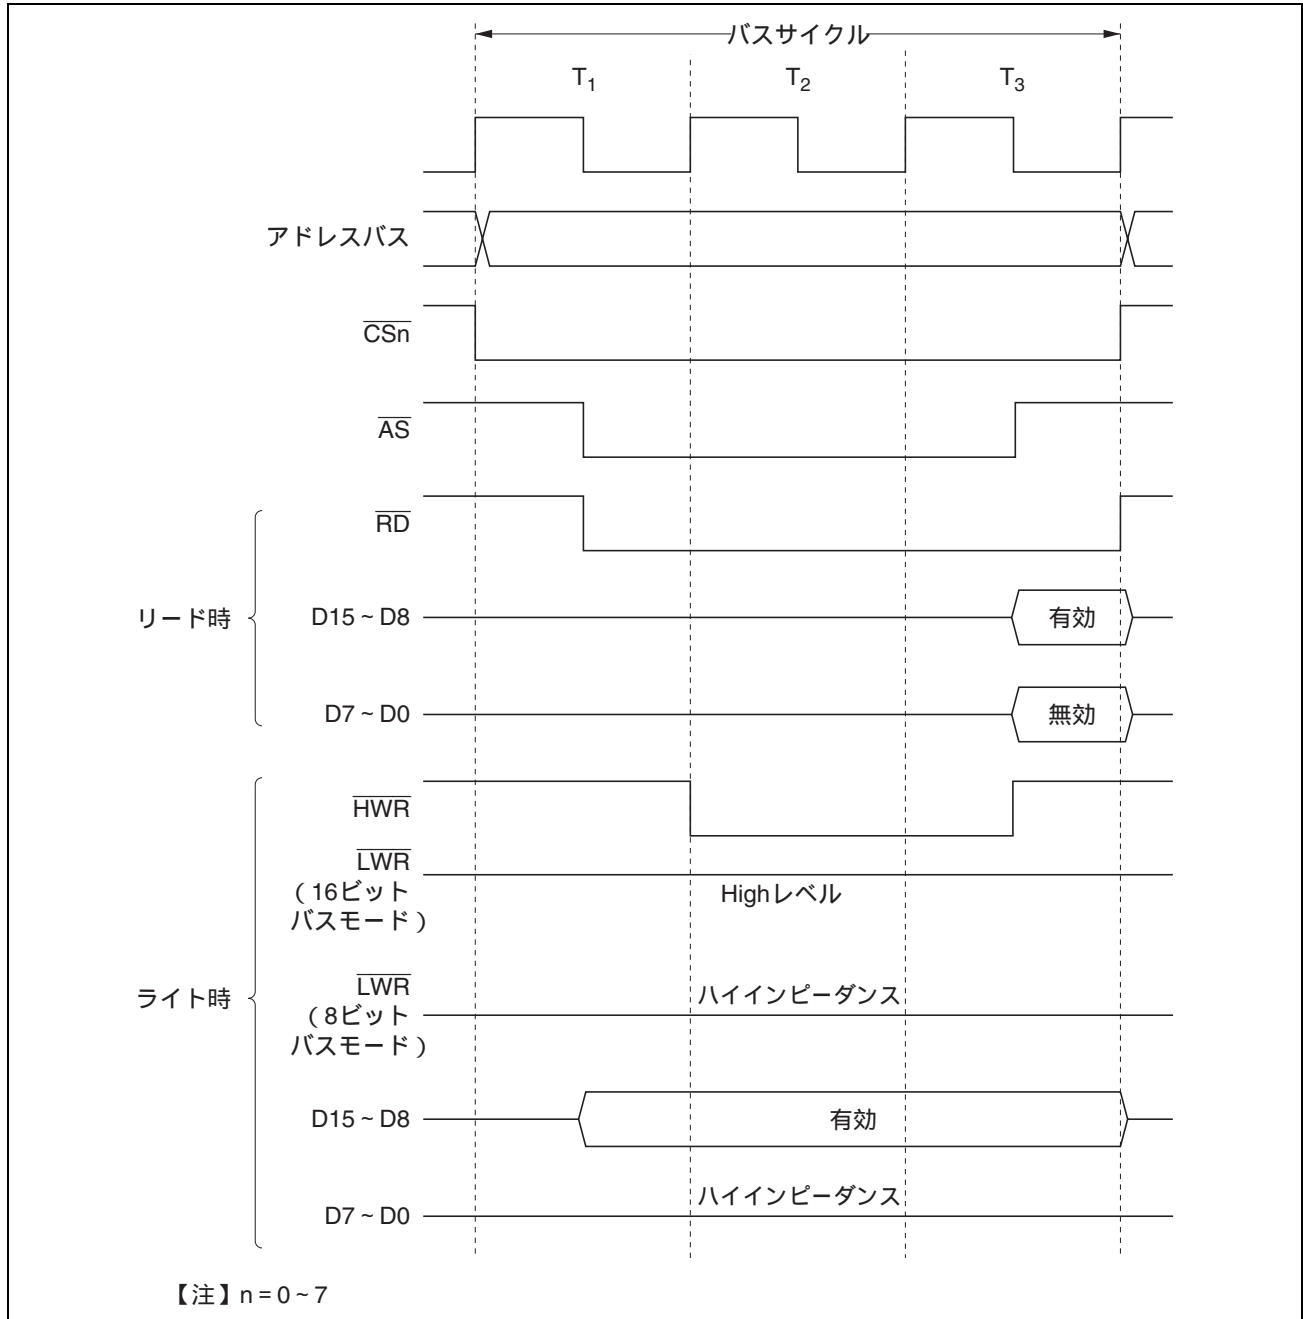 バスサイクル
T1
T2
T3
アドレスバス
CSn
AS
RD
リード時
D15 ~ D8
有効
D7 ~ D0
無効
HWR
LWR
( 16ビット
バスモード )
Highレベル
ライト時
LWR
( 8ビット
バスモード )
ハイインピーダンス
D15 ~ D8
有効
D7 ~ D0
ハイインピーダンス
【注】n = 0 ~ 7